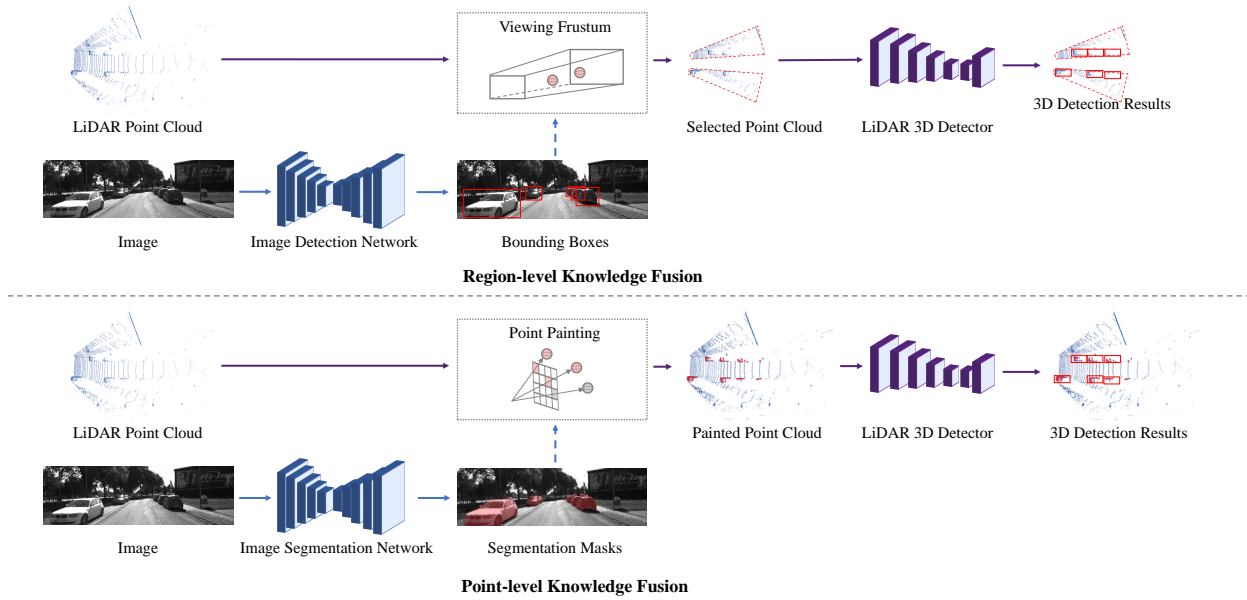 Viewing Frustum
LiDAR Point Cloud
Selected Point Cloud
LiDAR 3D Detector
3D Detection Results
Image
Image Detection Network
Bounding Boxes
Region-level Knowledge Fusion
Point Painting
LiDAR Point Cloud
Painted Point Cloud
LiDAR 3D Detector
3D Detection Results
Image
Image Segmentation Network
Segmentation Masks
Point-level Knowledge Fusion